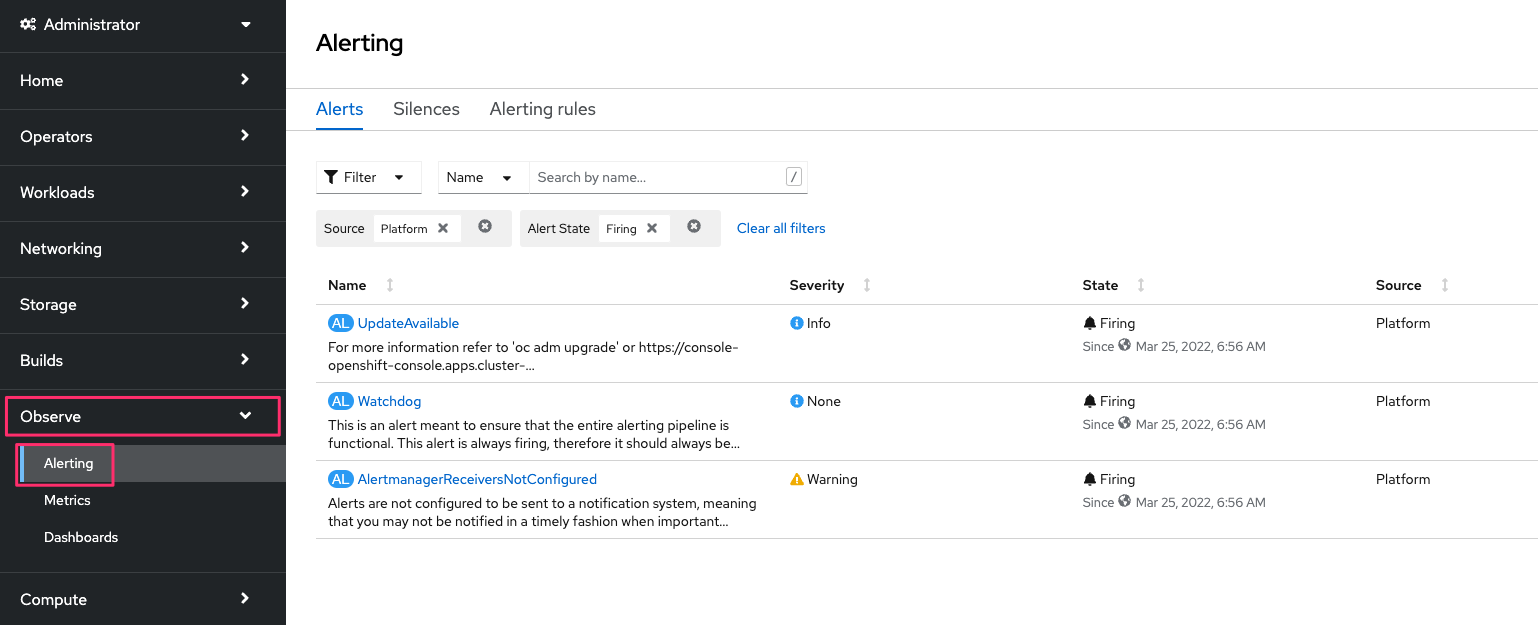 Administrator
Home
Operators
Workloads
Networking
Storage
Builds
Observe
Alerting
Metrics
Dashboards
Compute
Alerting
Alerts Silences Alerting rules
Filter Name Search by name... /
Source Platform Alert State Firing Clear all filters
Name Severity State Source
AL UpdateAvailable Info Firing Platform
Since Mar 25, 2022, 6:56 AM
For more information refer to 'oc adm upgrade' or https://console-
openshift-console.apps.cluster-...
AL Watchdog None Firing Platform
Since Mar 25, 2022, 6:56 AM
This is an alert meant to ensure that the entire alerting pipeline is
functional. This alert is always firing, therefore it should always be...
AL AlertmanagerReceiversNotConfigured Warning Firing Platform
Since Mar 25, 2022, 6:56 AM
Alerts are not configured to be sent to a notification system, meaning
that you may not be notified in a timely fashion when important...